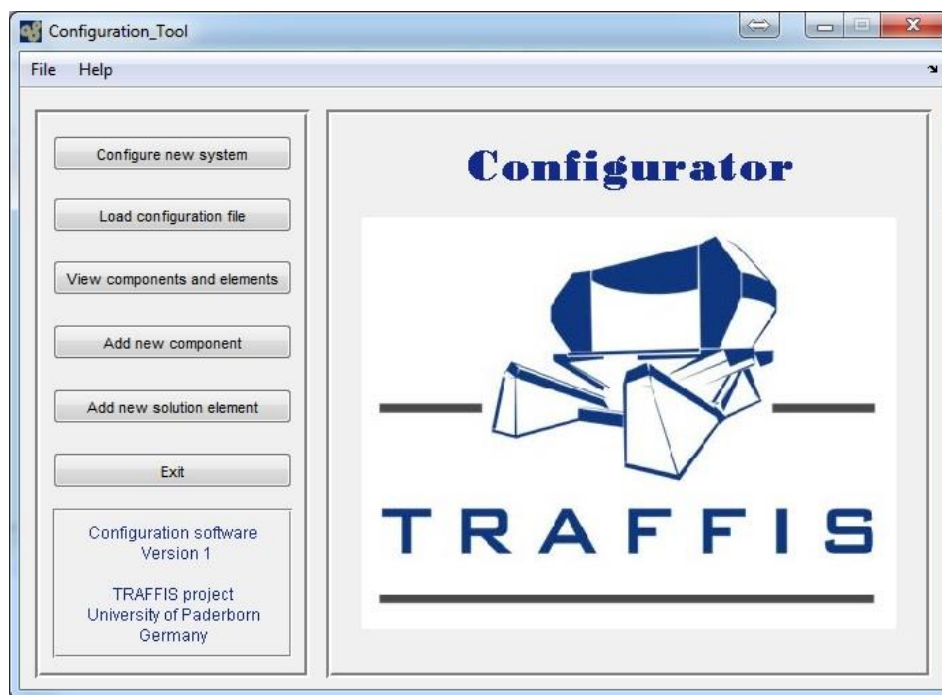 Configuration_Tool
File Help
Configure new system
Load configuration file
View components and elements
Add new component
Add new solution element
Exit
Configuration software
Version 1
TRAFFIS project
University of Paderborn
Germany
Configurator
TRAFFIS